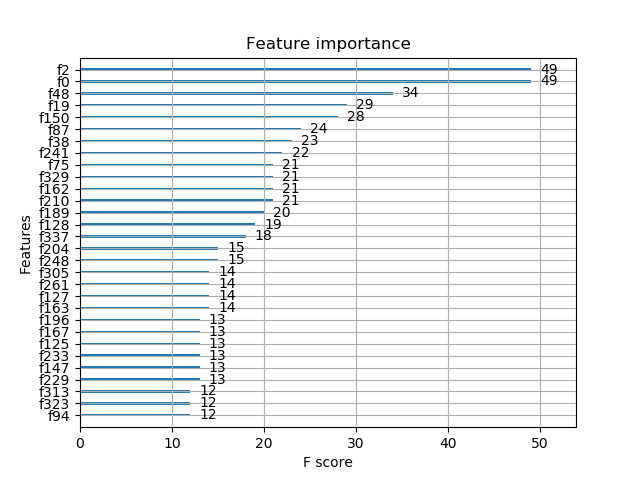 Feature importance
Features
f2 49
f0 49
f48 34
f19 29
f150 28
f87 24
f38 23
f241 22
f75 21
f329 21
f162 21
f210 21
f189 20
f128 19
f337 18
f204 15
f248 15
f305 14
f261 14
f127 14
f163 14
f196 13
f167 13
f125 13
f233 13
f147 13
f229 13
f313 12
f323 12
f94 12
0 10 20 30 40 50
F score